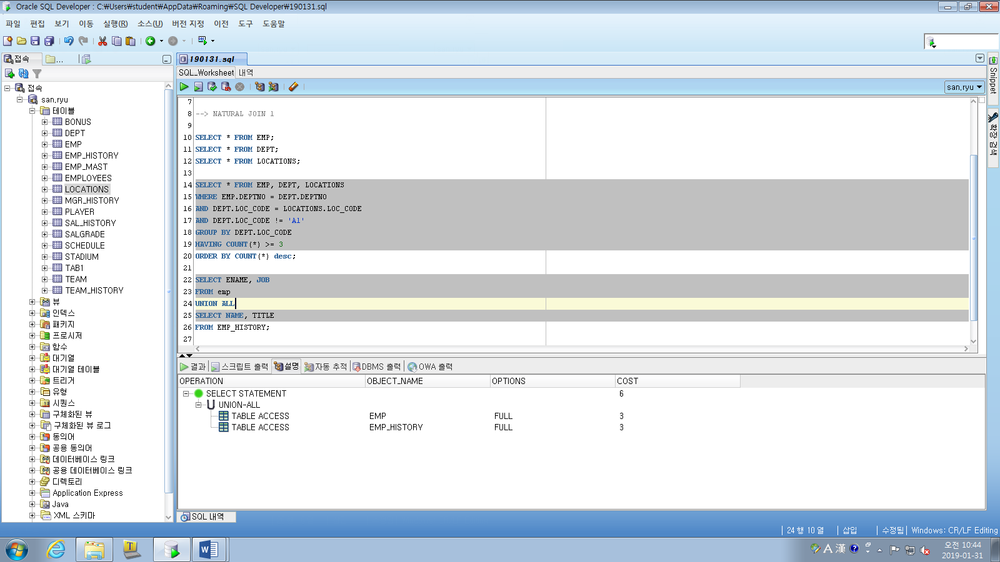 Oracle SQL Developer : C:₩Users₩student₩AppData₩Roaming₩SQL Developer₩190131.sql
파일 편집 보기 이동 실행(R) 소스(U) 버전 지정 이전 도구 도움말
접속 ...
190131.sql
SQL_Worksheet 내역
san.ryu
Snippet
확장 검색
접속
san.ryu
테이블
BONUS
DEPT
EMP
EMP_HISTORY
EMP_MAST
EMPLOYEES
LOCATIONS
MGR_HISTORY
PLAYER
SAL_HISTORY
SALGRADE
SCHEDULE
STADIUM
TAB1
TEAM
TEAM_HISTORY
뷰
인덱스
패키지
프로시저
함수
대기열
대기열 테이블
트리거
유형
시퀀스
구체화된 뷰
구체화된 뷰 로그
동의어
공용 동의어
데이터베이스 링크
공용 데이터베이스 링크
디렉토리
Application Express
Java
XML 스키마
7
8 --> NATURAL JOIN 1
9
10 SELECT * FROM EMP;
11 SELECT * FROM DEPT;
12 SELECT * FROM LOCATIONS;
13
14 SELECT * FROM EMP, DEPT, LOCATIONS
15 WHERE EMP.DEPTNO = DEPT.DEPTNO
16 AND DEPT.LOC_CODE = LOCATIONS.LOC_CODE
17 AND DEPT.LOC_CODE != 'A1'
18 GROUP BY DEPT.LOC_CODE
19 HAVING COUNT(*) >= 3
20 ORDER BY COUNT(*) desc;
21
22 SELECT ENAME, JOB
23 FROM emp
24 UNION ALL
25 SELECT NAME, TITLE
26 FROM EMP_HISTORY;
27
결과 스크립트 출력 설명 자동 추적 DBMS 출력 OWA 출력
OPERATION OBJECT_NAME OPTIONS COST
SELECT STATEMENT 6
UNION-ALL
TABLE ACCESS EMP FULL 3
TABLE ACCESS EMP_HISTORY FULL 3
SQL 내역
24 행 10 열 삽입 수정됨 Windows: CR/LF Editing
A 漢
오전 10:44
2019-01-31